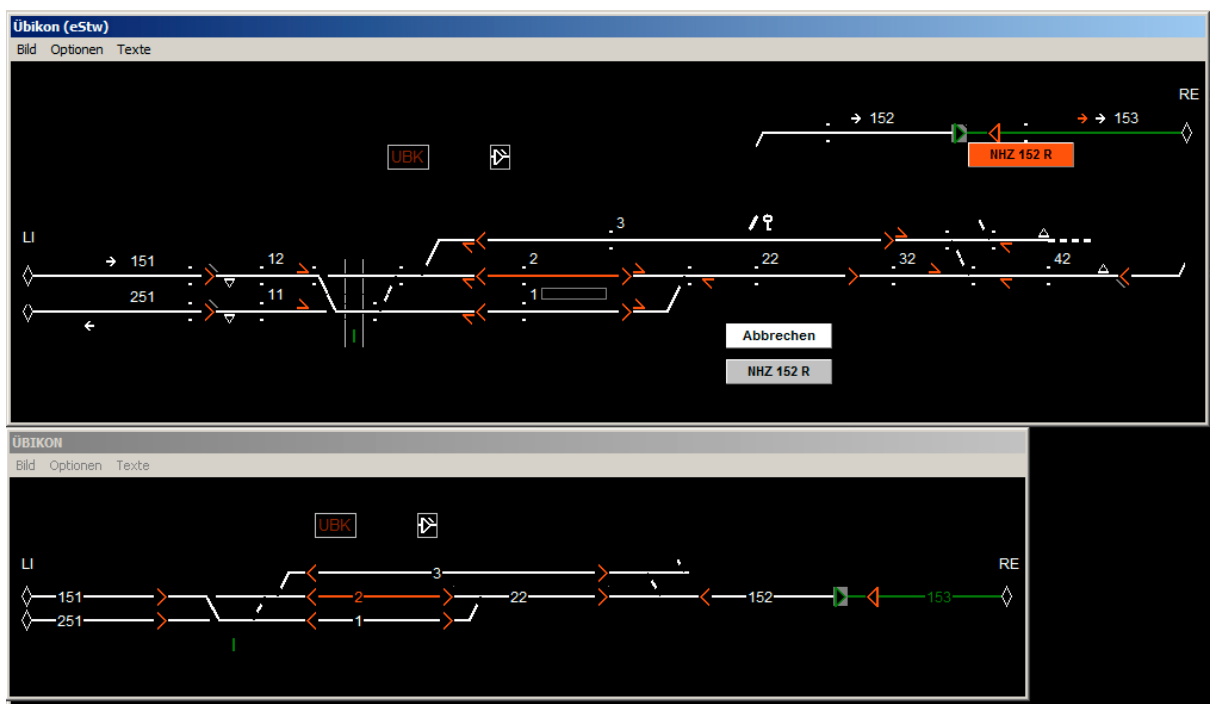 Übikon (eStw)
Bild Optionen Texte
RE
152 153
UBK
NHZ 152 R
3
LI
151 12 2 22 32 42
251 11 1
Abbrechen
NHZ 152 R
ÜBIKON
Bild Optionen Texte
UBK
LI RE
3
151 2 22 152 153
251 1